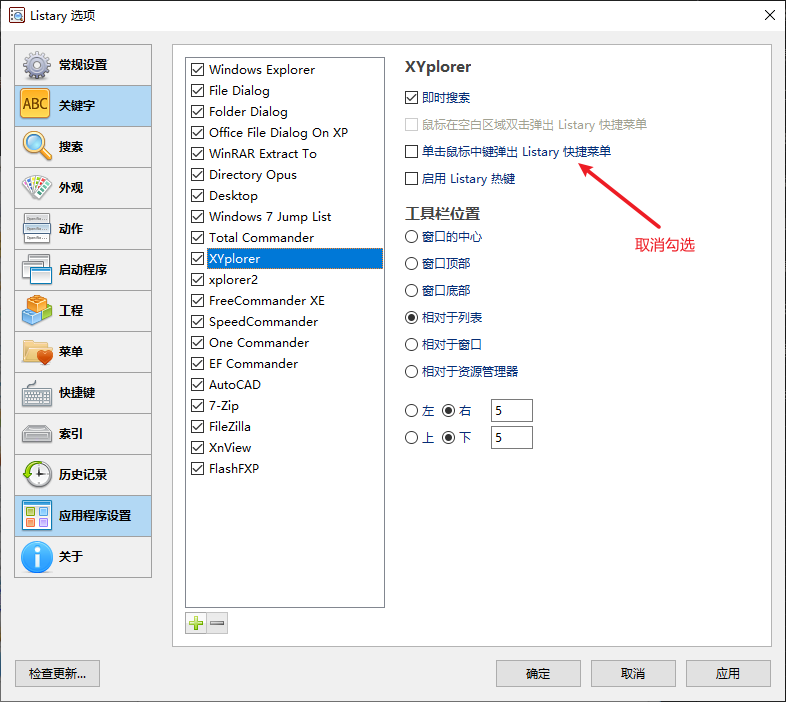 Listary 选项
常规设置
ABC
关键字
搜索
外观
动作
启动程序
工程
菜单
快捷键
索引
历史记录
应用程序设置
关于
Windows Explorer
File Dialog
Folder Dialog
Office File Dialog On XP
WinRAR Extract To
Directory Opus
Desktop
Windows 7 Jump List
Total Commander
XYplorer
xplorer2
FreeCommander XE
SpeedCommander
One Commander
EF Commander
AutoCAD
7-Zip
FileZilla
XnView
FlashFXP
XYplorer
即时搜索
鼠标在空白区域双击弹出 Listary 快捷菜单
单击鼠标中键弹出 Listary 快捷菜单
启用 Listary 热键
取消勾选
工具栏位置
窗口的中心
窗口顶部
窗口底部
相对于列表
相对于窗口
相对于资源管理器
左 右 5
上 下 5
检查更新...
确定
取消
应用